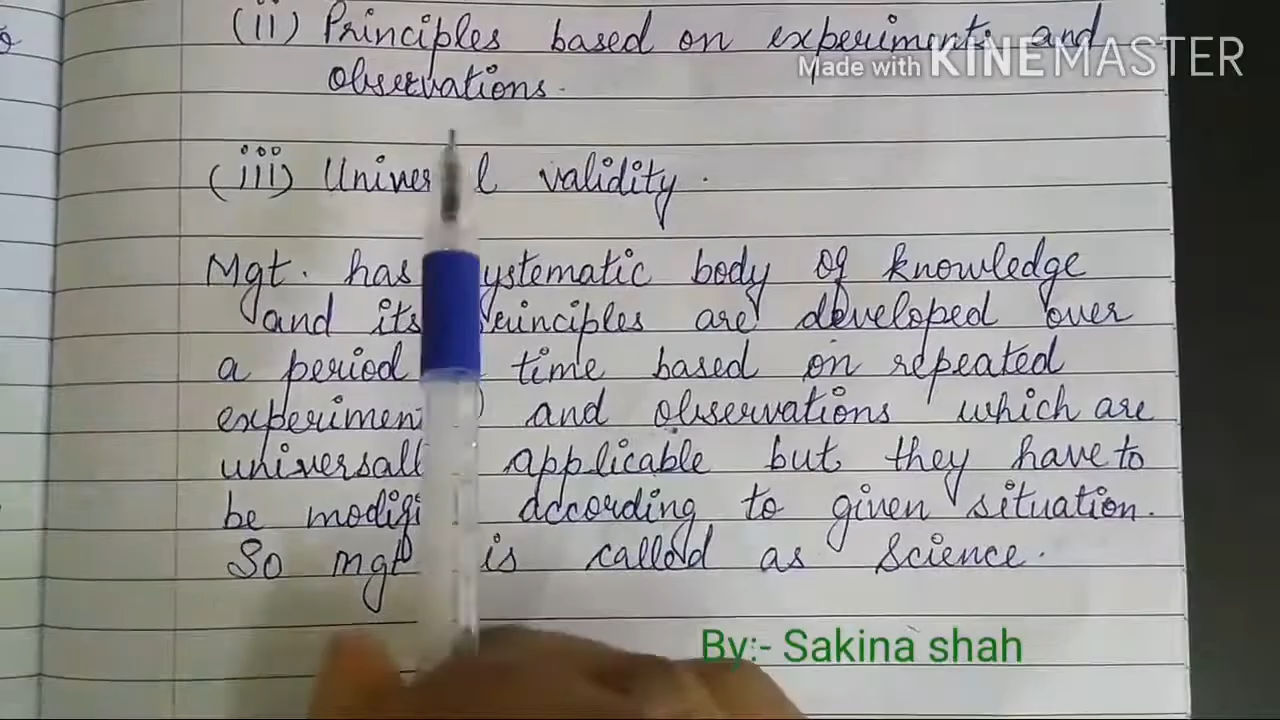 (ii) Principles based on experiments and
Made with KINEMASTER
observations.
(iii) Univers l validity.
Mgt. has ystematic body of knowledge
and its rinciples are developed over
a period time based on repeated
experimen and observations which are
universall applicable but they have to
be modifi according to given situation.
So mgt is called as Science.
By:- Sakina shah